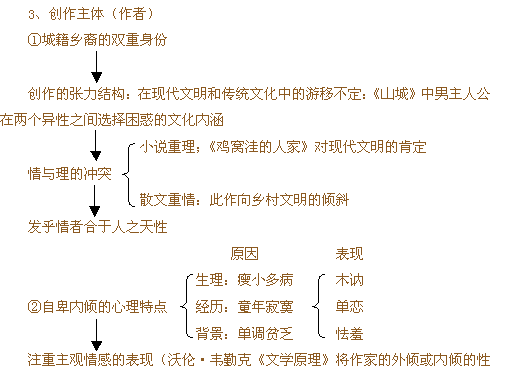 3、创作主体（作者）
①城籍乡裔的双重身份
创作的张力结构：在现代文明和传统文化中的游移不定：《山城》中男主人公
在两个异性之间选择困惑的文化内涵
小说重理；《鸡窝洼的人家》对现代文明的肯定
情与理的冲突
散文重情：此作向乡村文明的倾斜
发乎情者合于人之天性
原因 表现
生理：瘦小多病 木讷
②自卑内倾的心理特点 经历：童年寂寞 单恋
背景：单调贫乏 怯羞
注重主观情感的表现（沃伦·韦勒克《文学原理》将作家的外倾或内倾的性